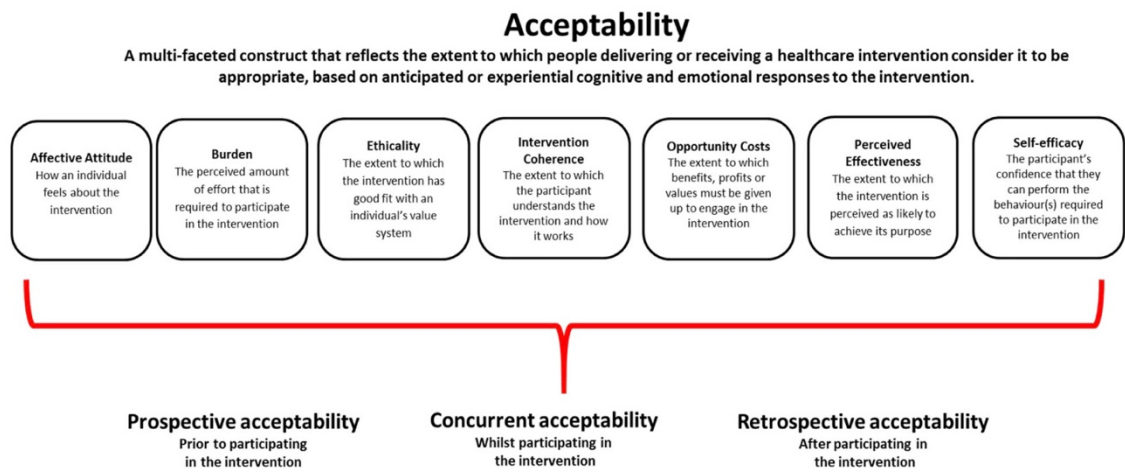 Acceptability
A multi-faceted construct that reflects the extent to which people delivering or receiving a healthcare intervention consider it to be
appropriate, based on anticipated or experiential cognitive and emotional responses to the intervention.
Affective Attitude
How an individual
feels about the
intervention
Burden
The perceived amount
of effort that is
required to participate
in the intervention
Ethicality
The extent to which
the intervention has
good fit with an
individual's value
system
Intervention
Coherence
The extent to which
the participant
understands the
intervention and how
it works
Opportunity Costs
The extent to which
benefits, profits or
values must be given
up to engage in the
intervention
Perceived
Effectiveness
The extent to which
the intervention is
perceived as likely to
achieve its purpose
Self-efficacy
The participant's
confidence that they
can perform the
behaviour(s) required
to participate in the
intervention
Prospective acceptability
Prior to participating
in the intervention
Concurrent acceptability
Whilst participating in
the intervention
Retrospective acceptability
After participating in
the intervention